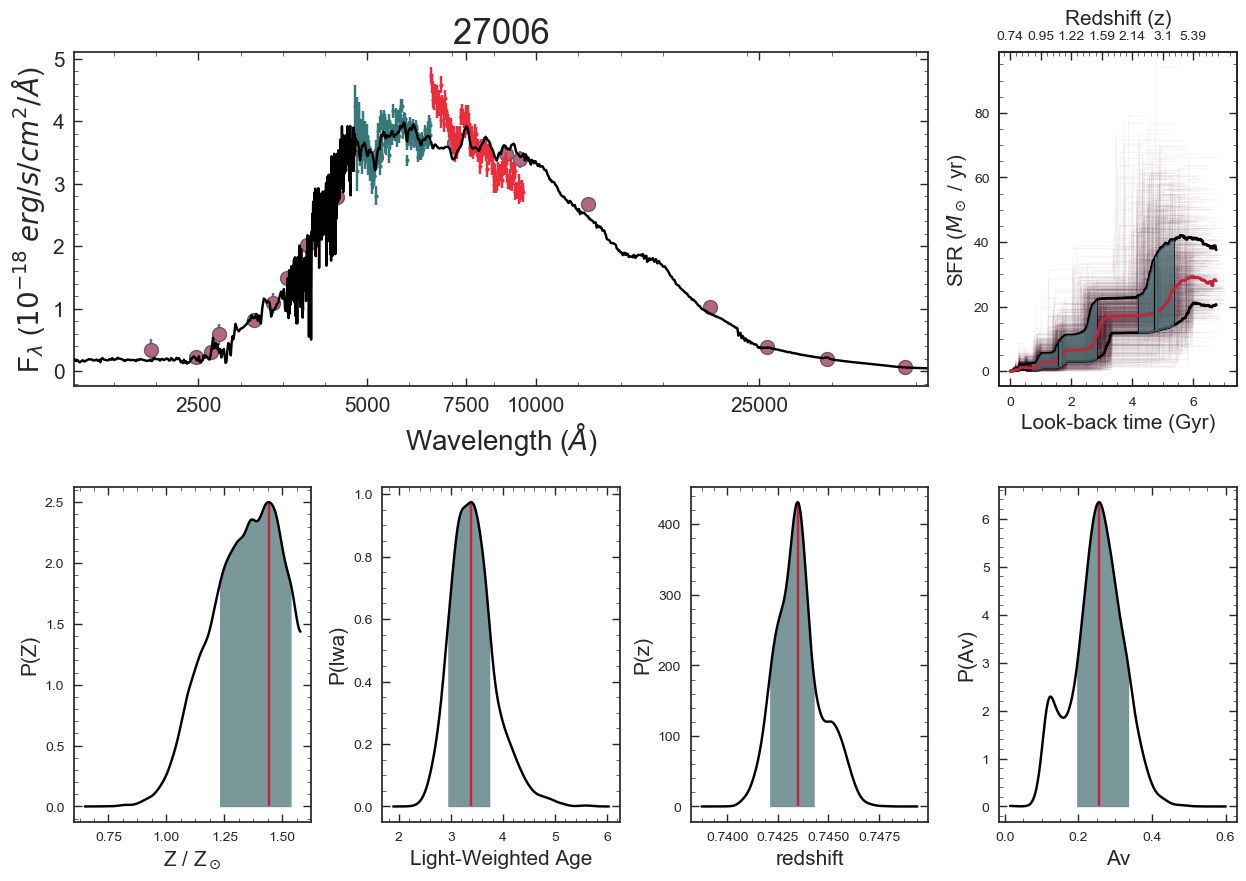 27006
Redshift (z)
0.74 0.95 1.22 1.59 2.14 3.1 5.39
5
4
3
2
1
0
F_λ (10^−18 erg/s/cm^2/Å)
2500 5000 7500 10000 25000
Wavelength (Å)
80
60
40
20
0
SFR (M_⊙ / yr)
0 2 4 6
Look-back time (Gyr)
2.5
2.0
1.5
1.0
0.5
0.0
P(Z)
0.75 1.00 1.25 1.50
Z / Z_⊙
1.0
0.8
0.6
0.4
0.2
0.0
P(lwa)
2 3 4 5 6
Light-Weighted Age
400
300
200
100
0
P(z)
0.7400 0.7425 0.7450 0.7475
redshift
6
5
4
3
2
1
0
P(Av)
0.0 0.2 0.4 0.6
Av